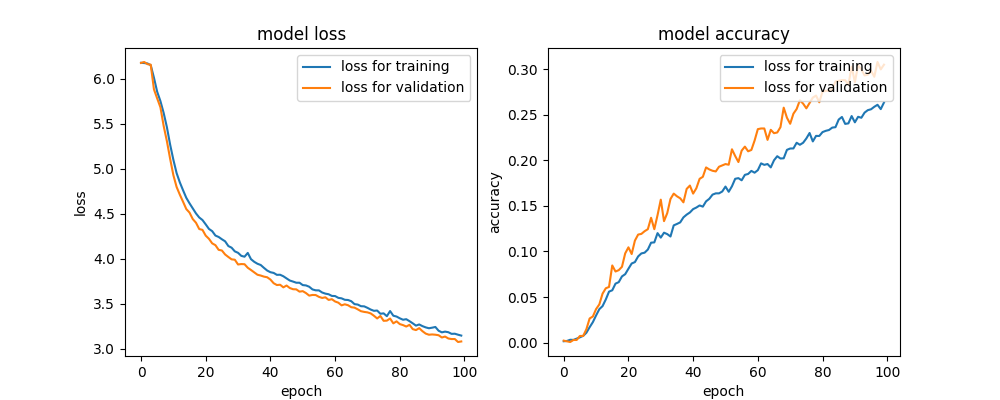 model loss
loss for training
loss for validation
6.0
5.5
5.0
4.5
4.0
3.5
3.0
loss
0
20
40
60
80
100
epoch
model accuracy
loss for training
loss for validation
0.30
0.25
0.20
0.15
0.10
0.05
0.00
accuracy
0
20
40
60
80
100
epoch